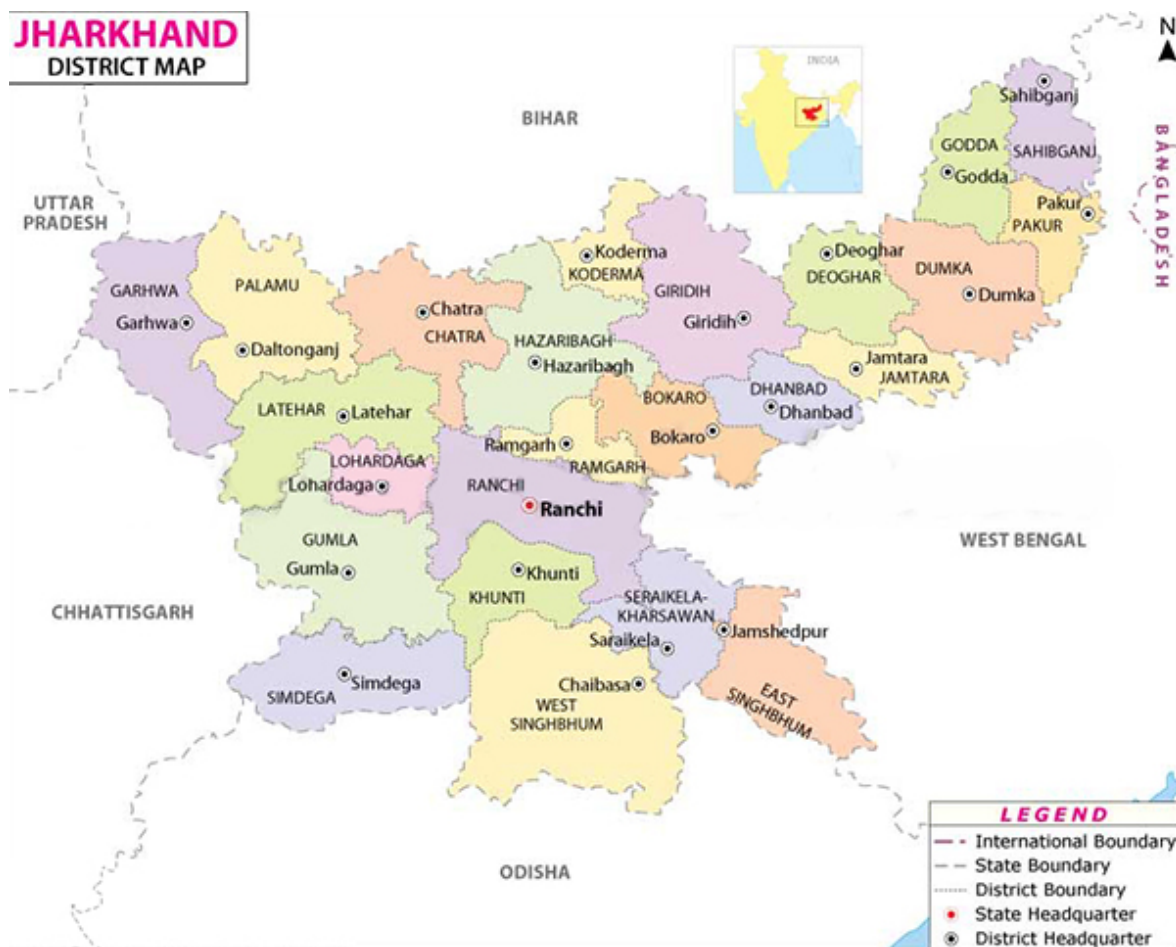 JHARKHAND
DISTRICT MAP
N
INDIA
BIHAR
UTTAR
PRADESH
BANGLADESH
Sahibganj
SAHIBGANJ
GODDA
Godda
Pakur
PAKUR
Deoghar
DEOGHAR
DUMKA
Dumka
Koderma
KODERMA
GIRIDIH
Giridih
GARHWA
Garhwa
PALAMU
Daltonganj
Chatra
CHATRA
HAZARIBAGH
Hazaribagh
Jamtara
JAMTARA
DHANBAD
Dhanbad
BOKARO
Bokaro
LATEHAR
Latehar
Ramgarh
RAMGARH
LOHARDAGA
Lohardaga
RANCHI
Ranchi
WEST BENGAL
GUMLA
Gumla
Khunti
KHUNTI
SERAIKELA-
KHARSAWAN
Saraikela
Jamshedpur
CHHATTISGARH
Simdega
SIMDEGA
Chaibasa
WEST
SINGHBHUM
EAST
SINGHBHUM
ODISHA
LEGEND
International Boundary
State Boundary
District Boundary
State Headquarter
District Headquarter